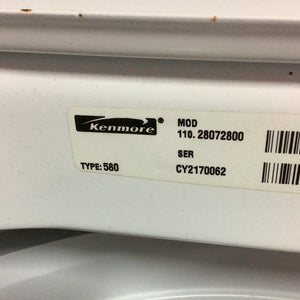 Kenmore
MOD
110. 28072800
SER
TYPE: 580
CY2170062